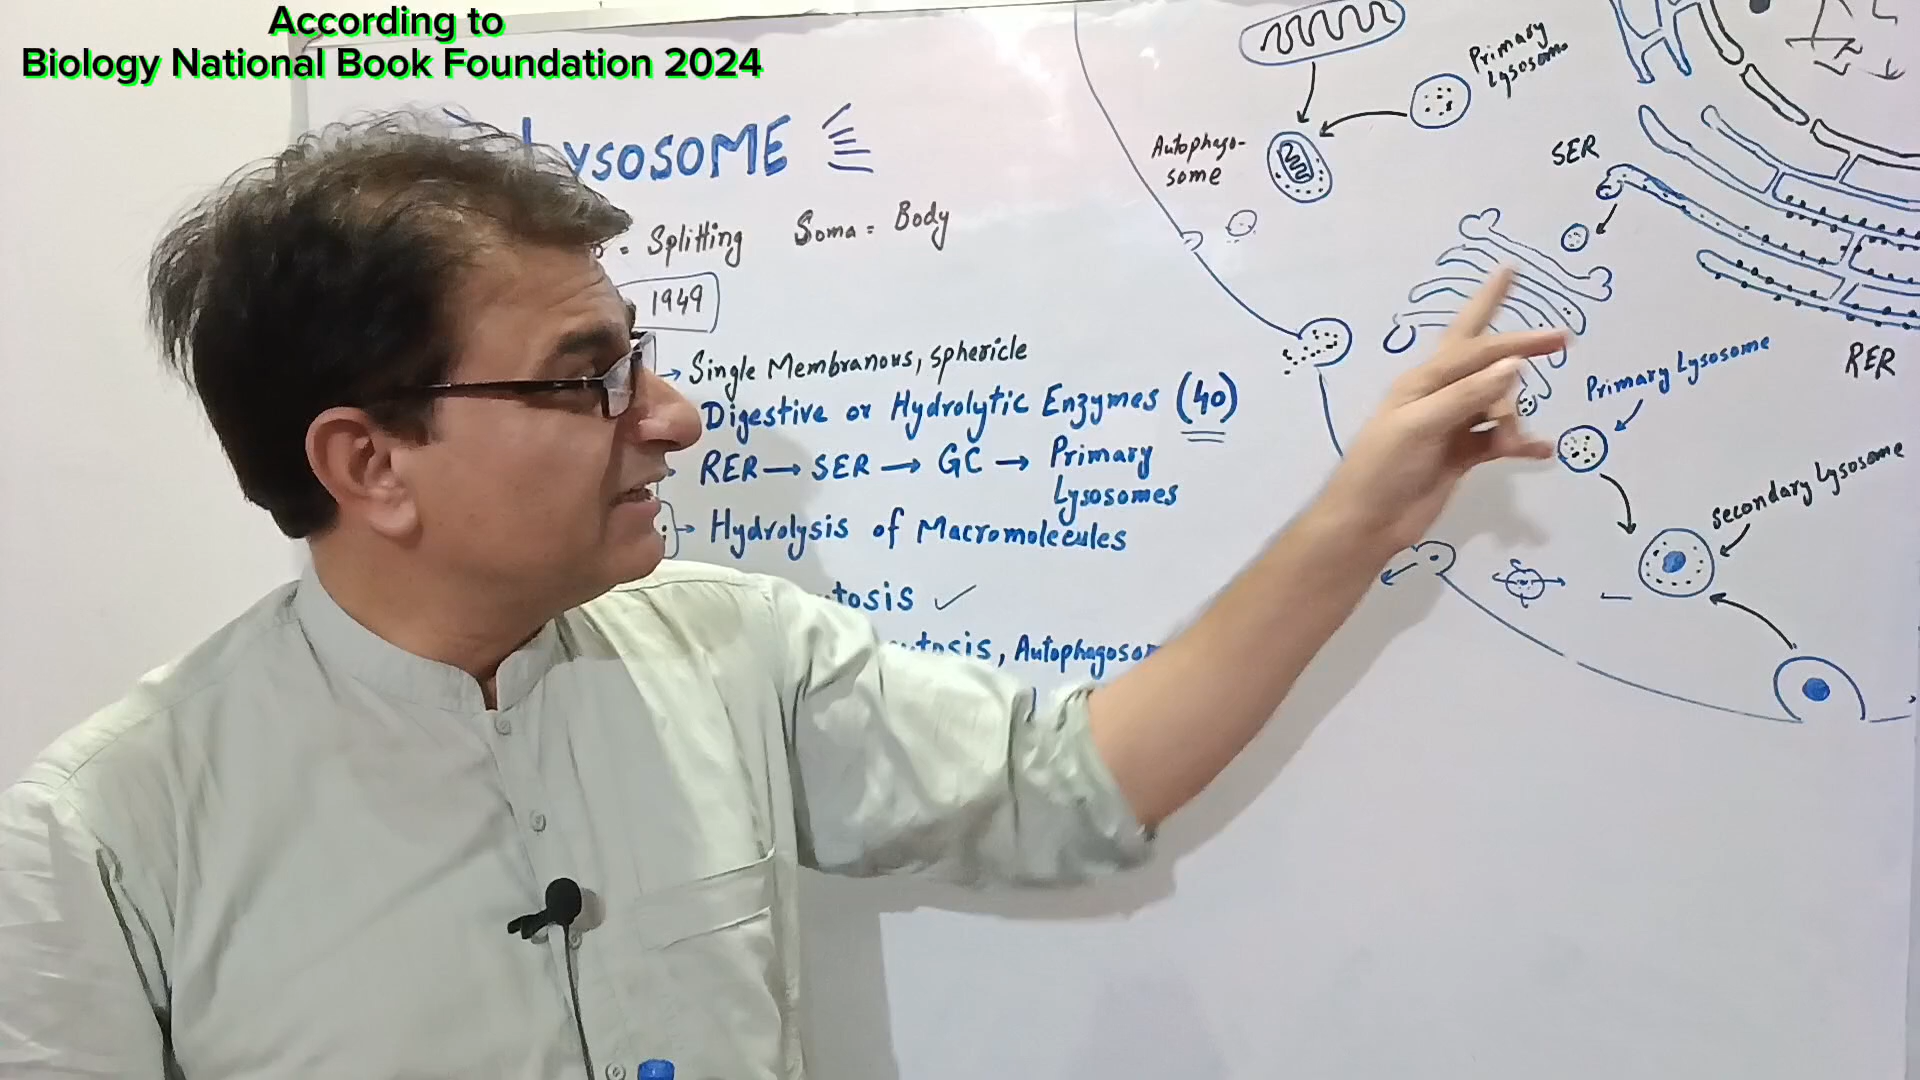 According to
Biology National Book Foundation 2024
LYSOSOME
= Splitting Soma = Body
1949
→ Single Membranous, sphericle
Digestive or Hydrolytic Enzymes (40)
RER → SER → GC → Primary
Lysosomes
→ Hydrolysis of Macromolecules
tosis ✓
Primary
Lysosome
Autophago-
some
SER
RER
Primary Lysosome
Secondary Lysosome